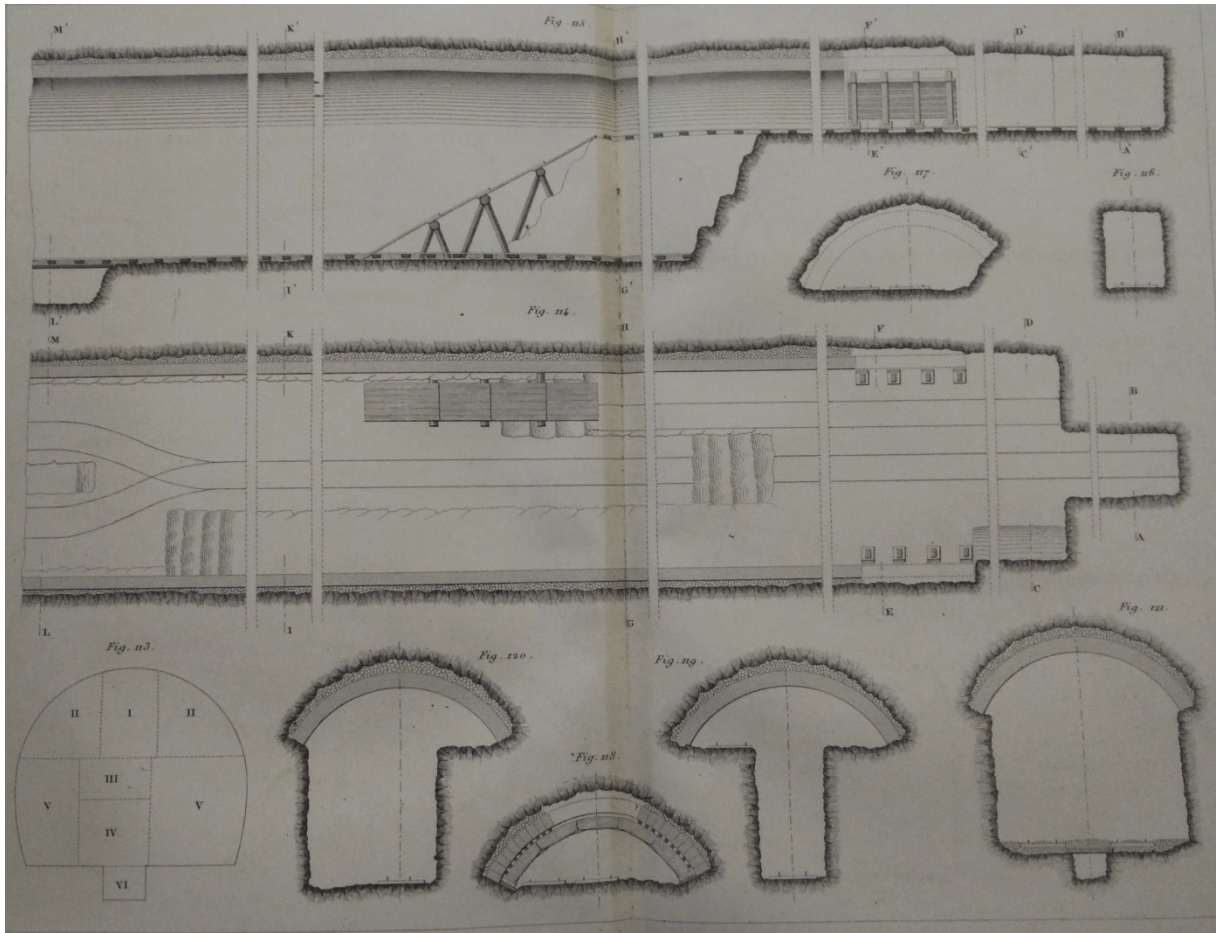 Fig. 115
M'
K'
H'
F'
D'
B'
E'
C'
A'
Fig. 117.
Fig. 116.
I'
G'
L'
Fig. 114.
M
K
H
F
D
B
A
C
E
L
I
G
Fig. 113.
Fig. 120.
Fig. 119.
Fig. 121.
Fig. 118.
II
I
II
III
V
V
IV
VI